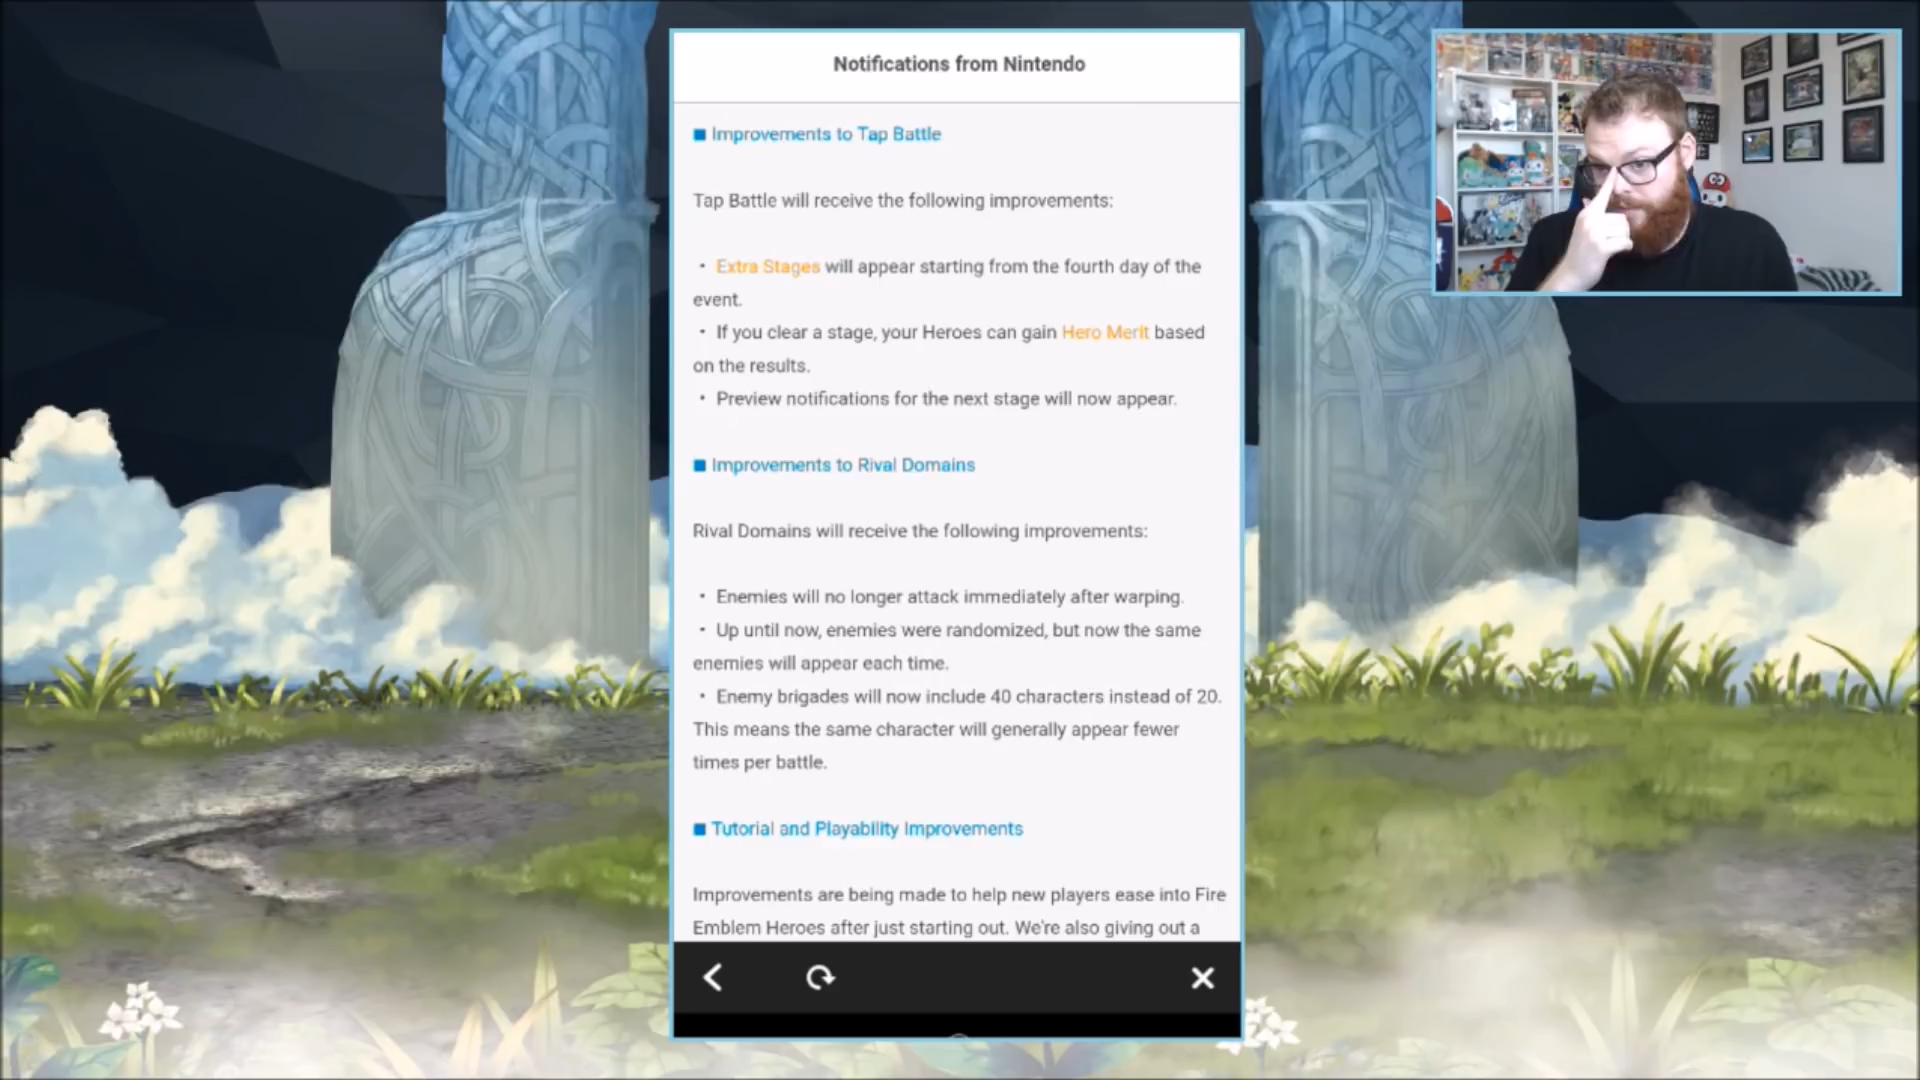 Notifications from Nintendo
■ Improvements to Tap Battle
Tap Battle will receive the following improvements:
・ Extra Stages will appear starting from the fourth day of the
event.
・ If you clear a stage, your Heroes can gain Hero Merit based
on the results.
・ Preview notifications for the next stage will now appear.
■ Improvements to Rival Domains
Rival Domains will receive the following improvements:
・ Enemies will no longer attack immediately after warping.
・ Up until now, enemies were randomized, but now the same
enemies will appear each time.
・ Enemy brigades will now include 40 characters instead of 20.
This means the same character will generally appear fewer
times per battle.
■ Tutorial and Playability Improvements
Improvements are being made to help new players ease into Fire
Emblem Heroes after just starting out. We're also giving out a